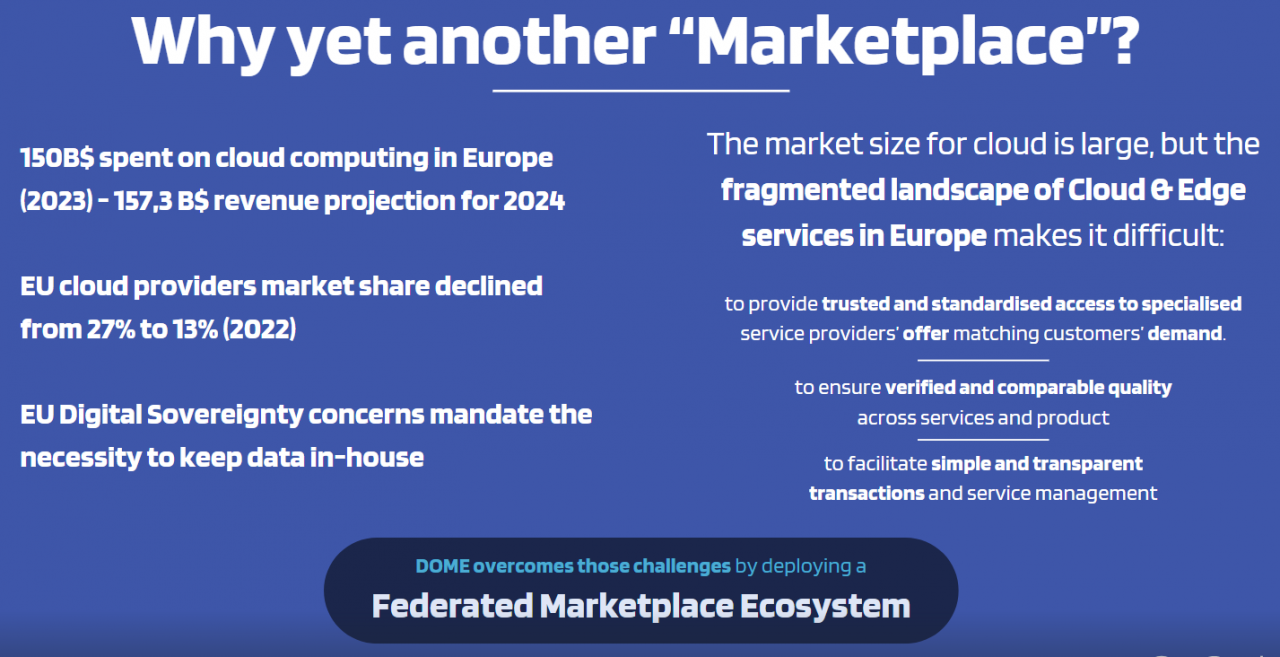 Why yet another “Marketplace”?
150B$ spent on cloud computing in Europe
(2023) - 157,3 B$ revenue projection for 2024
EU cloud providers market share declined
from 27% to 13% (2022)
EU Digital Sovereignty concerns mandate the
necessity to keep data in-house
The market size for cloud is large, but the
fragmented landscape of Cloud & Edge
services in Europe makes it difficult:
to provide trusted and standardised access to specialised
service providers’ offer matching customers’ demand.
to ensure verified and comparable quality
across services and product
to facilitate simple and transparent
transactions and service management
DOME overcomes those challenges by deploying a
Federated Marketplace Ecosystem